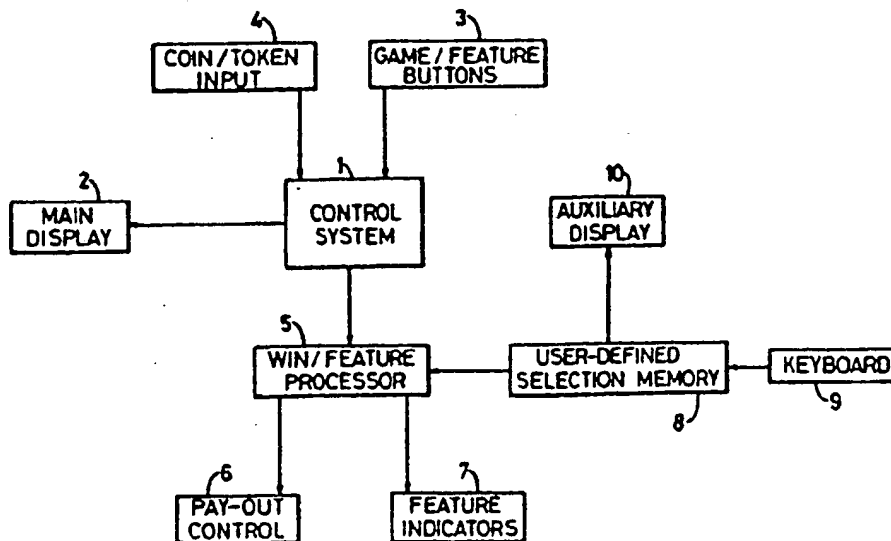 4
COIN/TOKEN
INPUT
3
GAME/FEATURE
BUTTONS
1
CONTROL
SYSTEM
2
MAIN
DISPLAY
10
AUXILIARY
DISPLAY
5
WIN/FEATURE
PROCESSOR
USER-DEFINED
SELECTION MEMORY
8
KEYBOARD
9
6
PAY-OUT
CONTROL
7
FEATURE
INDICATORS